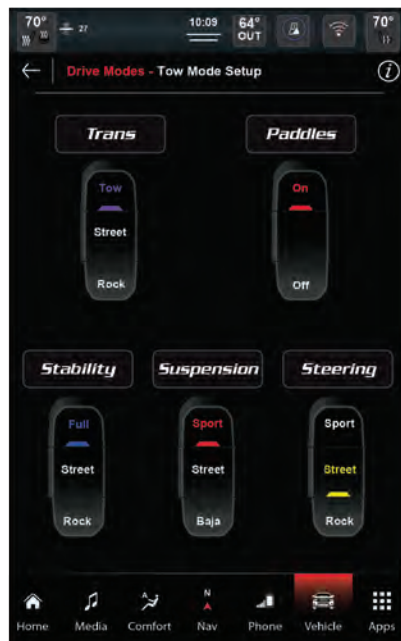 70° 27 10:09 64° OUT 70°
Drive Modes - Tow Mode Setup
Trans Paddles
Tow On
Street
Rock Off
Stability Suspension Steering
Full Sport Sport
Street Street Street
Rock Baja Rock
N
Home Media Comfort Nav Phone Vehicle Apps